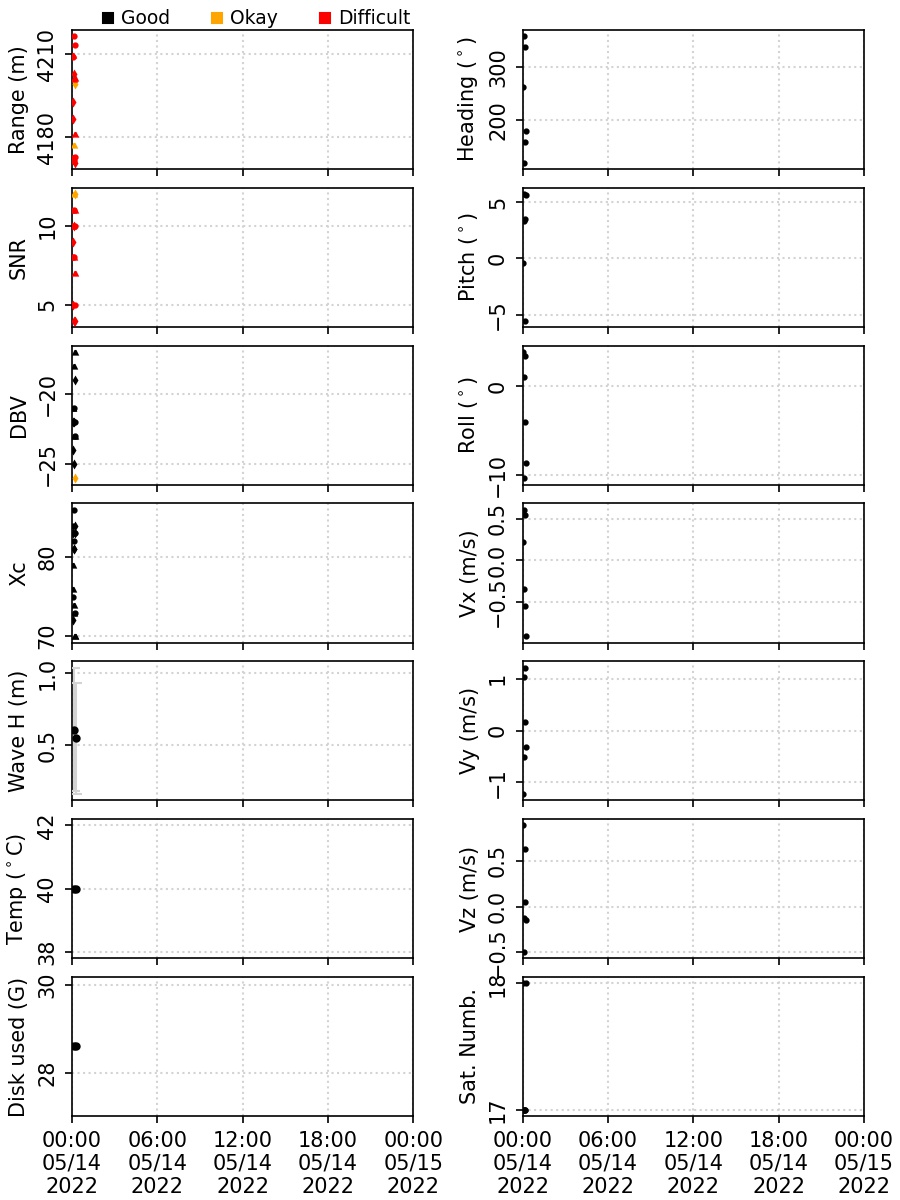 Good Okay Difficult
Range (m)
4210
4180
Heading (°)
300
200
SNR
10
5
Pitch (°)
5
0
−5
DBV
−20
−25
Roll (°)
0
−10
Xc
80
70
Vx (m/s)
0.5
0.0
−0.5
Wave H (m)
1.0
0.5
Vy (m/s)
1
0
−1
Temp (°C)
42
40
38
Vz (m/s)
0.5
0.0
−0.5
Disk used (G)
30
28
Sat. Numb.
18
17
00:00 06:00 12:00 18:00 00:00 00:00 06:00 12:00 18:00 00:00
05/14 05/14 05/14 05/14 05/15 05/14 05/14 05/14 05/14 05/15
2022 2022 2022 2022 2022 2022 2022 2022 2022 2022